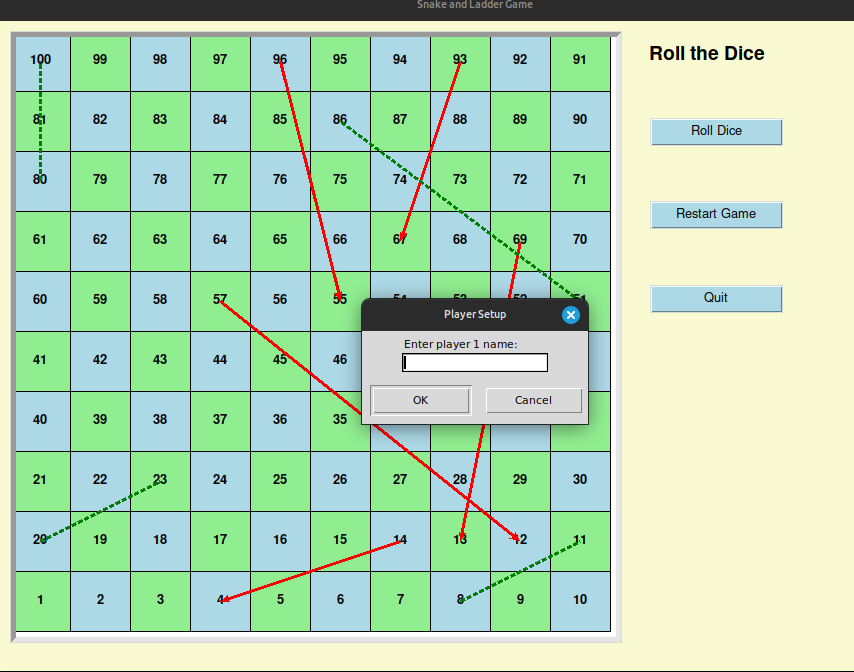 Snake and Ladder Game
100 99 98 97 96 95 94 93 92 91
81 82 83 84 85 86 87 88 89 90
80 79 78 77 76 75 74 73 72 71
61 62 63 64 65 66 67 68 69 70
60 59 58 57 56 55 54 53 52 51
41 42 43 44 45 46
40 39 38 37 36 35
21 22 23 24 25 26 27 28 29 30
20 19 18 17 16 15 14 13 12 11
1 2 3 4 5 6 7 8 9 10
Player Setup
Enter player 1 name:
OK Cancel
Roll the Dice
Roll Dice
Restart Game
Quit